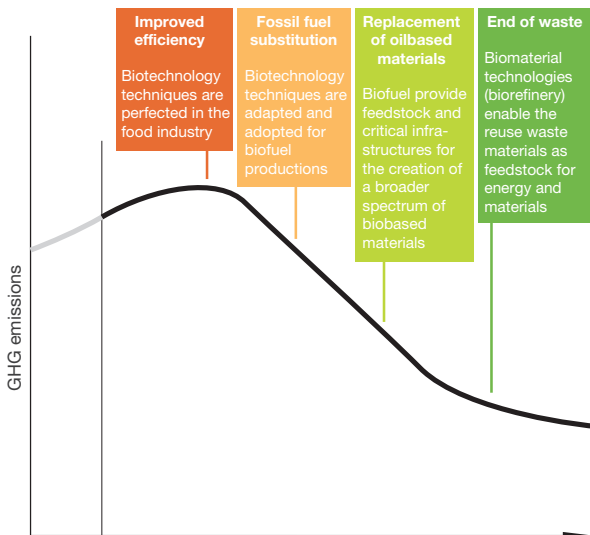 Improved
efficiency
Biotechnology
techniques are
perfected in the
food industry
Fossil fuel
substitution
Biotechnology
techniques are
adapted and
adopted for
biofuel
productions
Replacement
of oilbased
materials
Biofuel provide
feedstock and
critical infra-
structures for
the creation of
a broader
spectrum of
biobased
materials
End of waste
Biomaterial
technologies
(biorefinery)
enable the
reuse waste
materials as
feedstock for
energy and
materials
GHG emissions